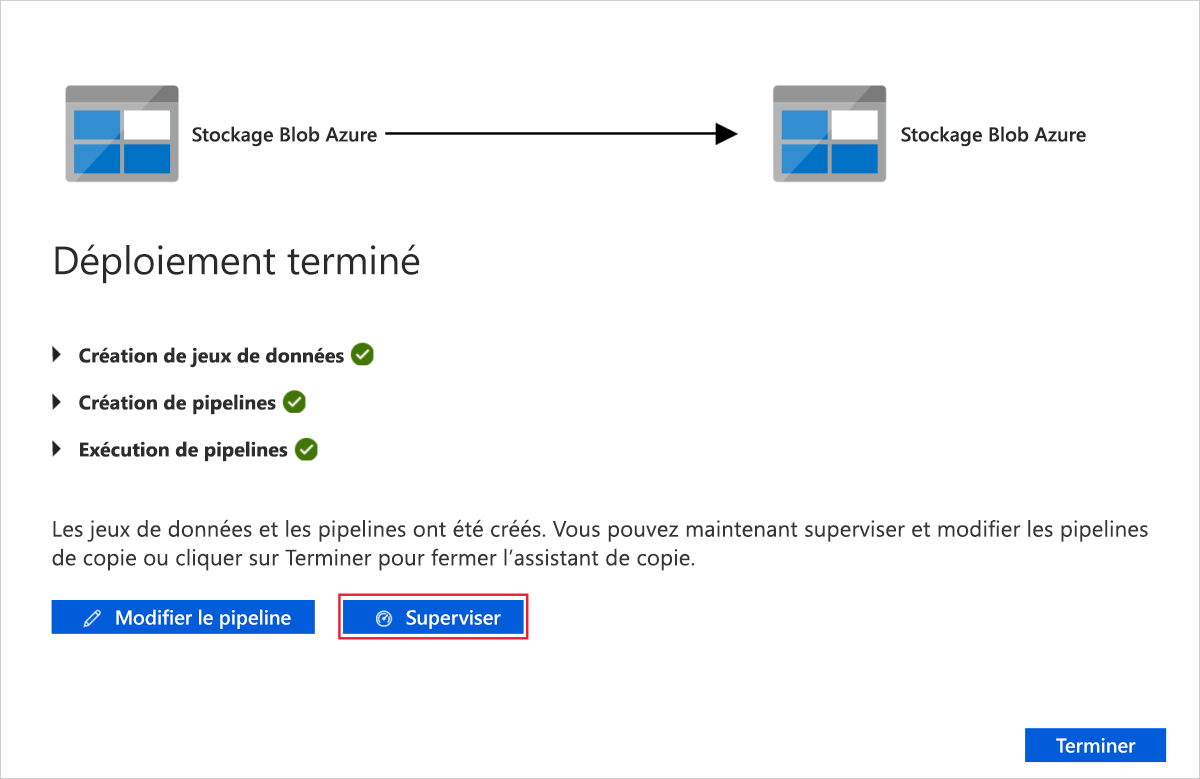 Stockage Blob Azure
Stockage Blob Azure
Déploiement terminé
Création de jeux de données
Création de pipelines
Exécution de pipelines
Les jeux de données et les pipelines ont été créés. Vous pouvez maintenant superviser et modifier les pipelines
de copie ou cliquer sur Terminer pour fermer l’assistant de copie.
Modifier le pipeline
Superviser
Terminer